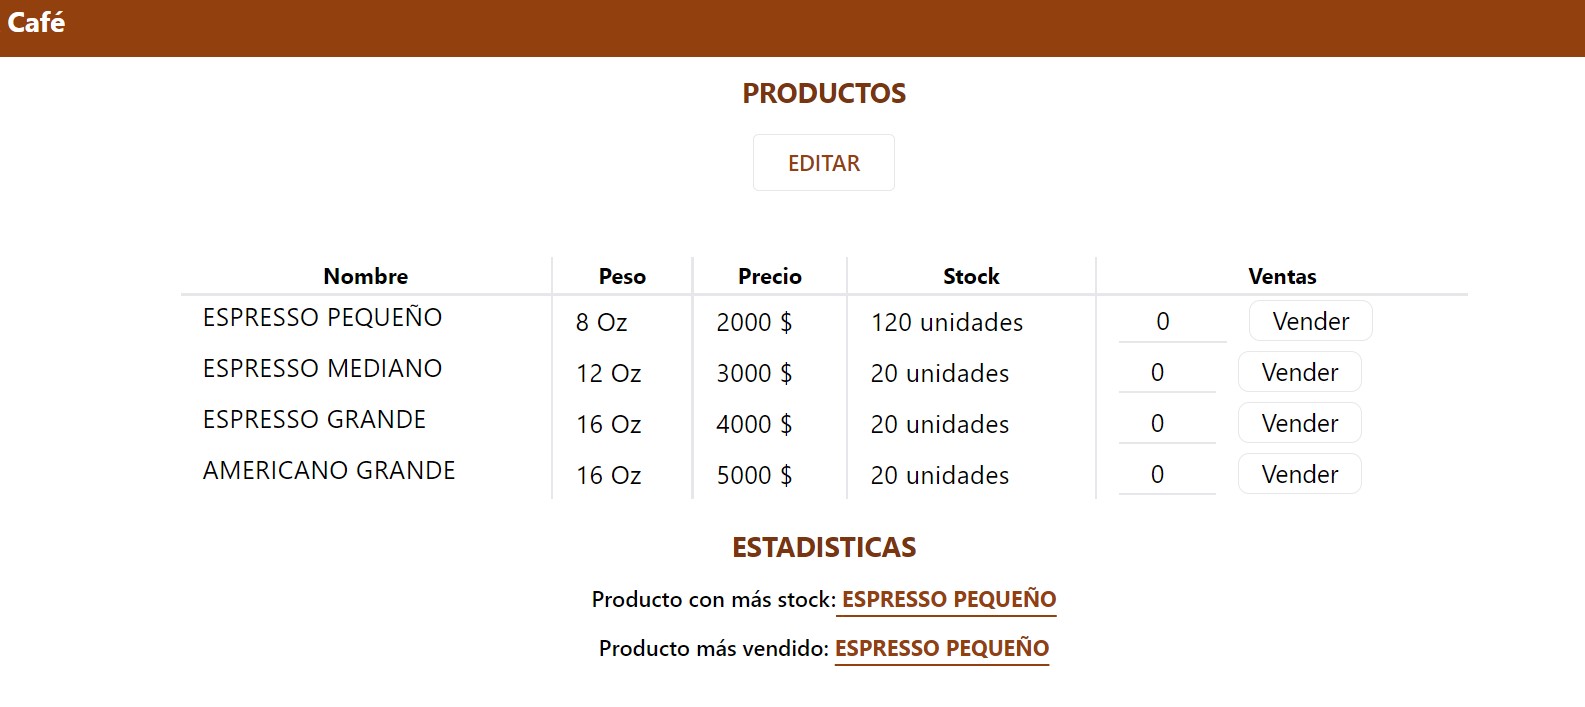 Café
PRODUCTOS
EDITAR
Nombre Peso Precio Stock Ventas
ESPRESSO PEQUEÑO 8 Oz 2000 $ 120 unidades 0 Vender
ESPRESSO MEDIANO 12 Oz 3000 $ 20 unidades 0 Vender
ESPRESSO GRANDE 16 Oz 4000 $ 20 unidades 0 Vender
AMERICANO GRANDE 16 Oz 5000 $ 20 unidades 0 Vender
ESTADISTICAS
Producto con más stock: ESPRESSO PEQUEÑO
Producto más vendido: ESPRESSO PEQUEÑO